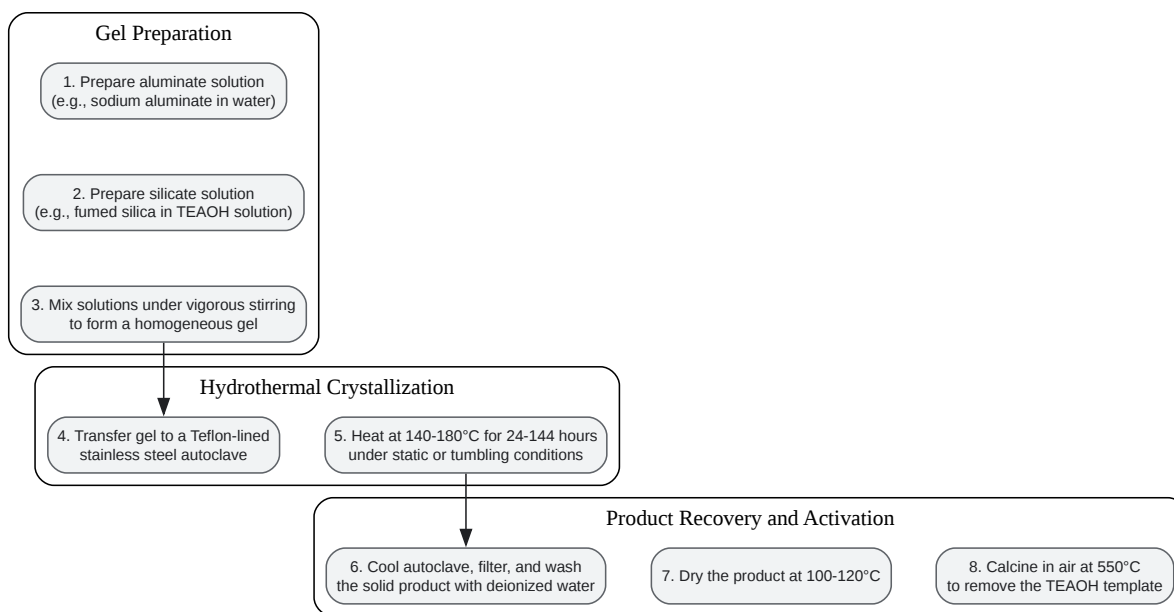 Gel Preparation
1. Prepare aluminate solution
(e.g., sodium aluminate in water)
2. Prepare silicate solution
(e.g., fumed silica in TEAOH solution)
3. Mix solutions under vigorous stirring
to form a homogeneous gel
Hydrothermal Crystallization
4. Transfer gel to a Teflon-lined
stainless steel autoclave
5. Heat at 140-180°C for 24-144 hours
under static or tumbling conditions
Product Recovery and Activation
6. Cool autoclave, filter, and wash
the solid product with deionized water
7. Dry the product at 100-120°C
8. Calcine in air at 550°C
to remove the TEAOH template